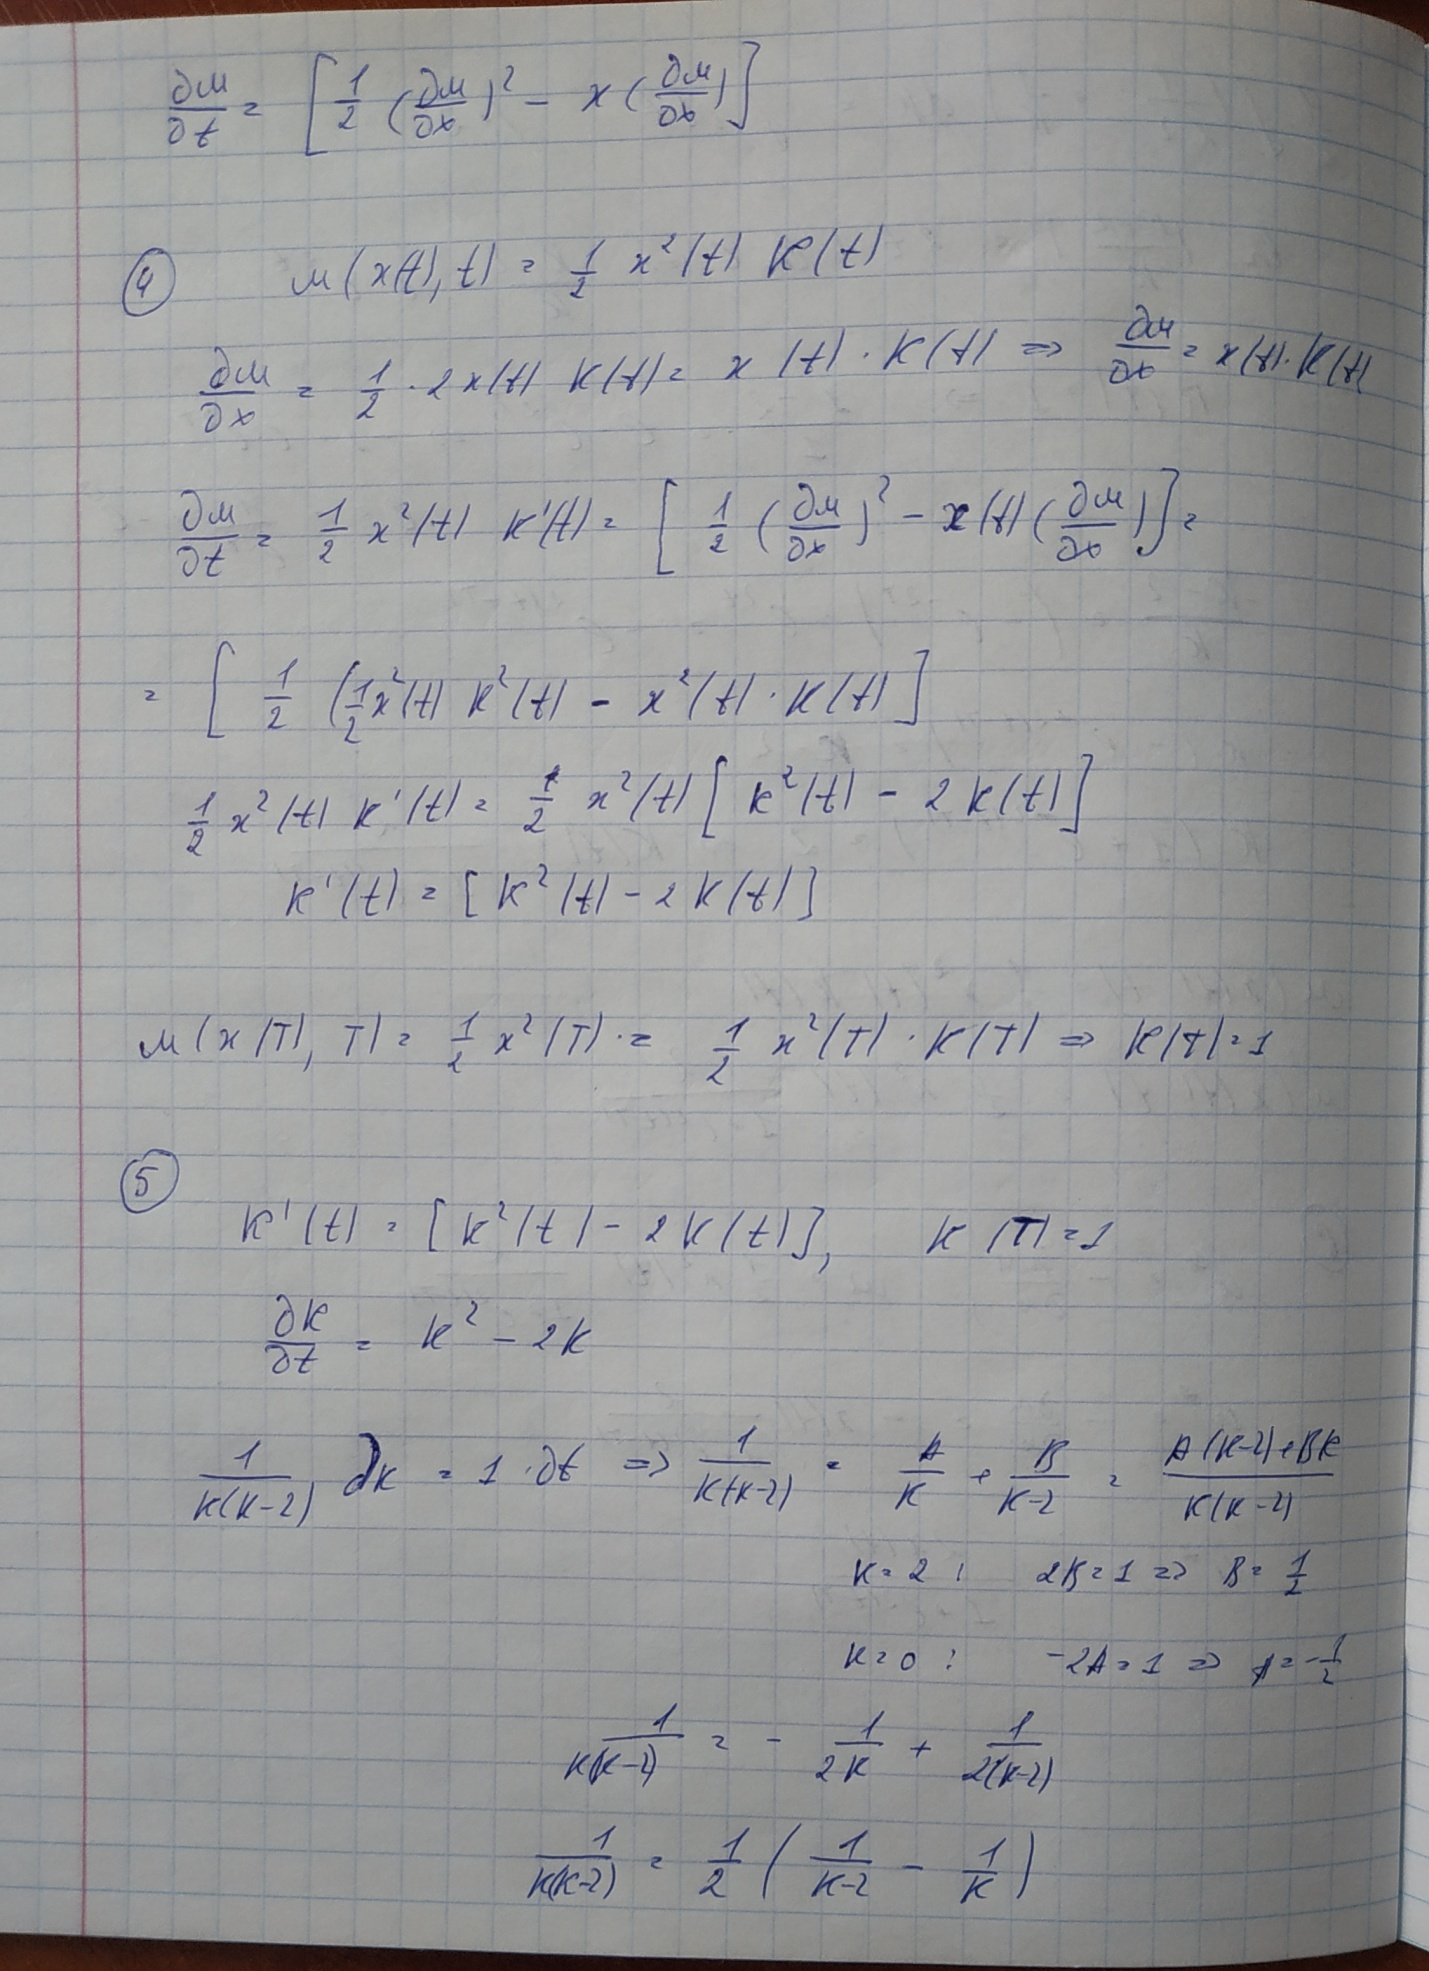 ∂м/∂t = [1/2 (∂м/∂x)² − x (∂м/∂x)]
④ м(x(t), t) = 1/2 x²(t) K(t)
∂м/∂x = 1/2 · 2x(t) K(t) = x(t) · K(t) ⇒ ∂м/∂x = x(t) · K(t)
∂м/∂t = 1/2 x²(t) K'(t) = [1/2 (∂м/∂x)² − x(t) (∂м/∂x)] =
= [1/2 (1/2 x²(t) K²(t) − x²(t) · K(t)]
1/2 x²(t) K'(t) = 1/2 x²(t) [K²(t) − 2K(t)]
K'(t) = [K²(t) − 2K(t)]
м(x(T), T) = 1/2 x²(T) · = 1/2 x²(T) · K(T) ⇒ K(T) = 1
⑤
K'(t) = [K²(t) − 2K(t)], K(T) = 1
∂K/∂t = K² − 2K
1/(K(K−2)) ∂K = 1 · ∂t ⇒ 1/(K(K−2)) = A/K + B/(K−2) = (A(K−2)+BK)/(K(K−2))
K = 2 : 2B = 1 ⇒ B = 1/2
K = 0 : −2A = 1 ⇒ A = −1/2
1/(K(K−2)) = − 1/(2K) + 1/(2(K−2))
1/(K(K−2)) = 1/2 (1/(K−2) − 1/K)